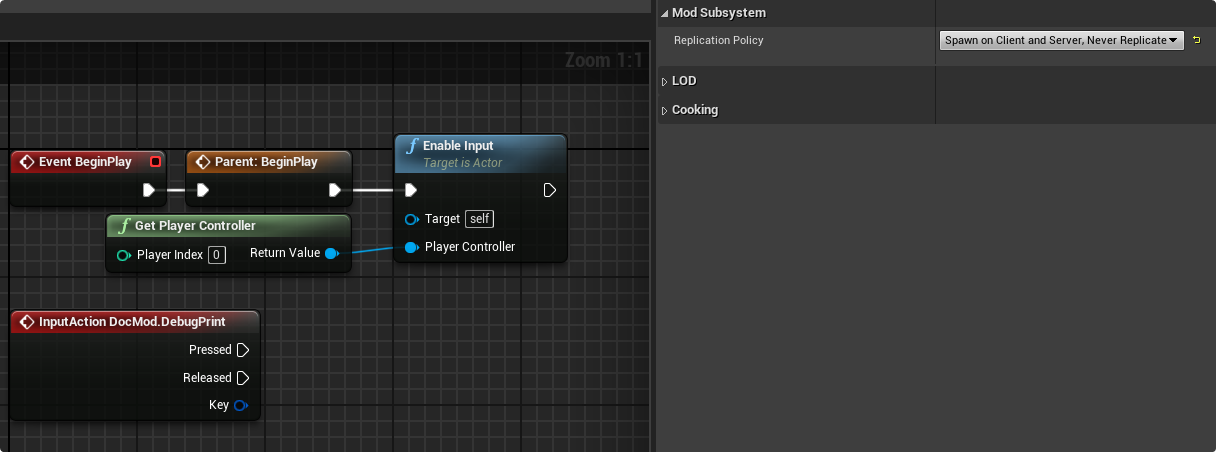 Zoom 1:1
Event BeginPlay
Parent: BeginPlay
f Enable Input
Target is Actor
Target self
Player Controller
f Get Player Controller
Player Index 0
Return Value
InputAction DocMod.DebugPrint
Pressed
Released
Key
Mod Subsystem
Replication Policy
Spawn on Client and Server, Never Replicate
LOD
Cooking